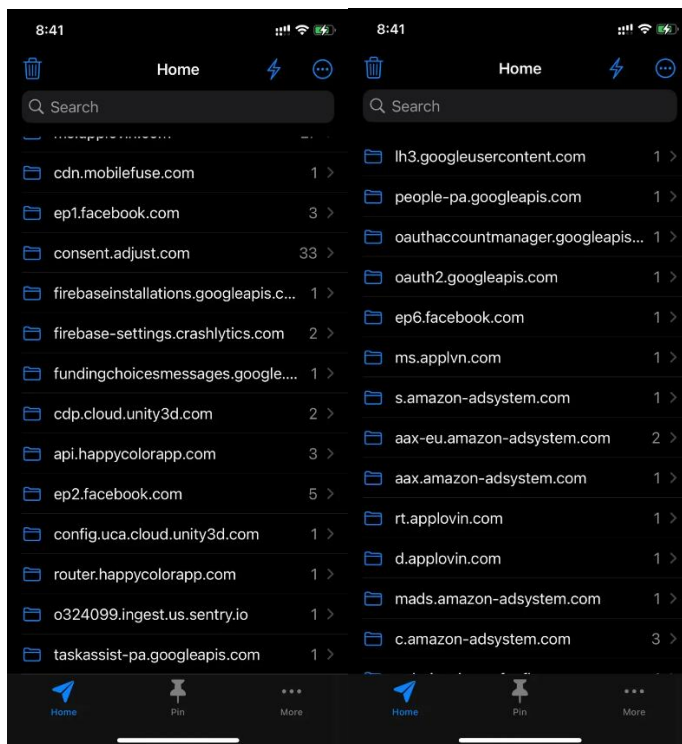 8:41
Home
Search
cdn.mobilefuse.com 1
ep1.facebook.com 3
consent.adjust.com 33
firebaseinstallations.googleapis.c... 1
firebase-settings.crashlytics.com 2
fundingchoicesmessages.google.... 1
cdp.cloud.unity3d.com 2
api.happycolorapp.com 3
ep2.facebook.com 5
config.uca.cloud.unity3d.com 1
router.happycolorapp.com 1
o324099.ingest.us.sentry.io 1
taskassist-pa.googleapis.com 1
Home Pin More
8:41
Home
Search
lh3.googleusercontent.com 1
people-pa.googleapis.com 1
oauthaccountmanager.googleapis... 1
oauth2.googleapis.com 1
ep6.facebook.com 1
ms.applvn.com 1
s.amazon-adsystem.com 1
aax-eu.amazon-adsystem.com 2
aax.amazon-adsystem.com 1
rt.applovin.com 1
d.applovin.com 1
mads.amazon-adsystem.com 1
c.amazon-adsystem.com 3
Home Pin More